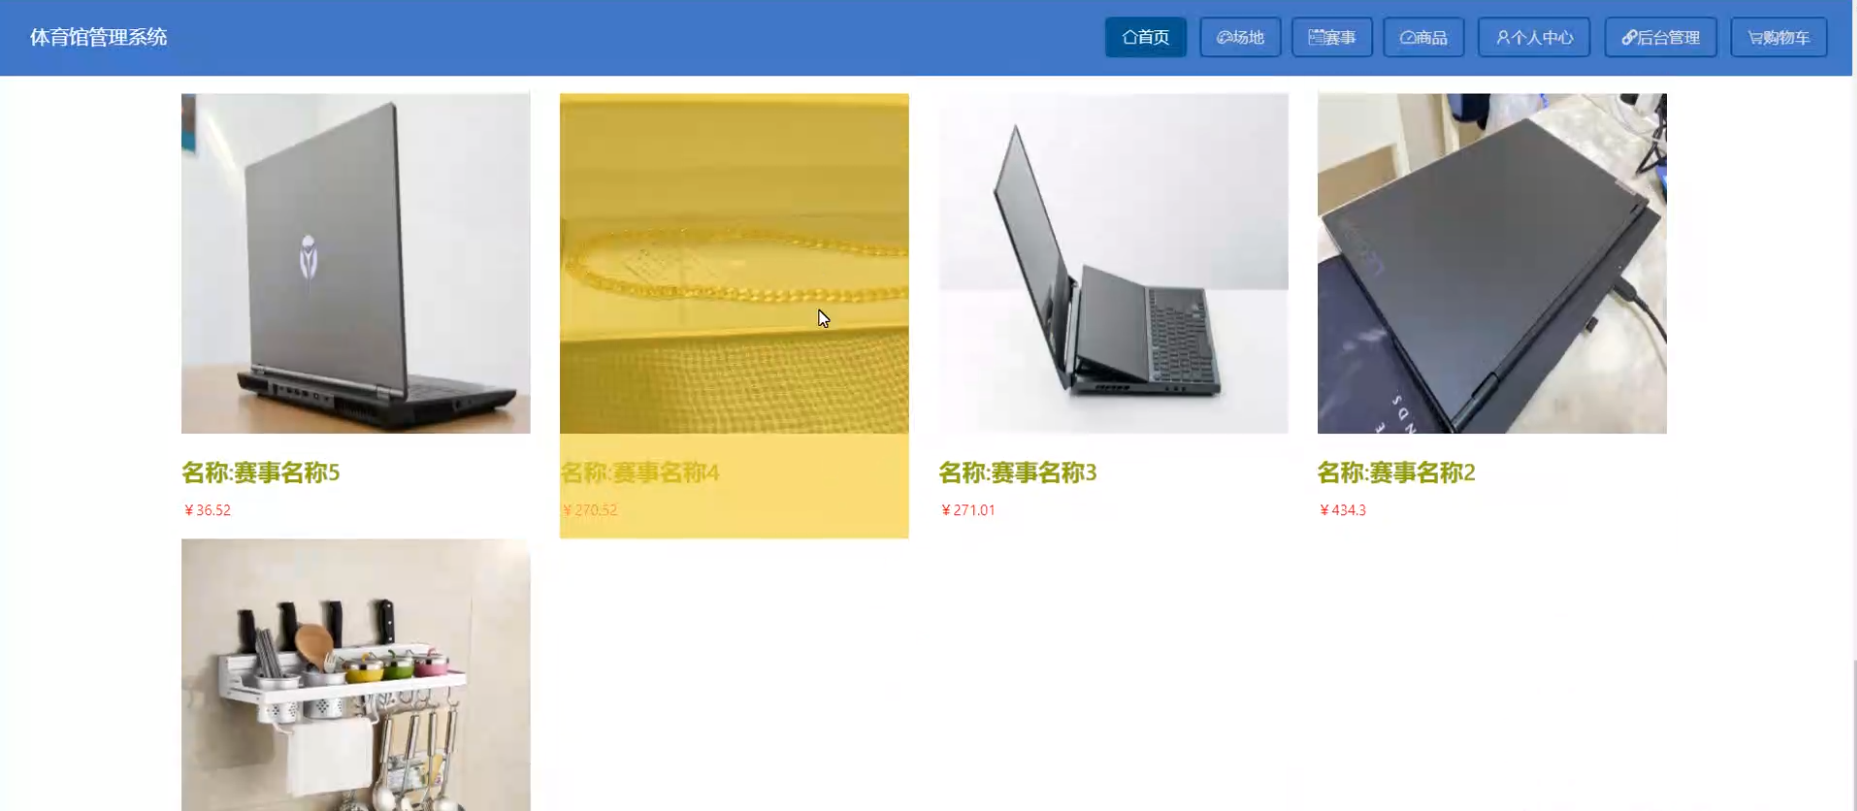 体育馆管理系统
首页
场地
赛事
商品
个人中心
后台管理
购物车
名称:赛事名称5
¥36.52
名称:赛事名称4
¥270.52
名称:赛事名称3
¥271.01
名称:赛事名称2
¥434.3